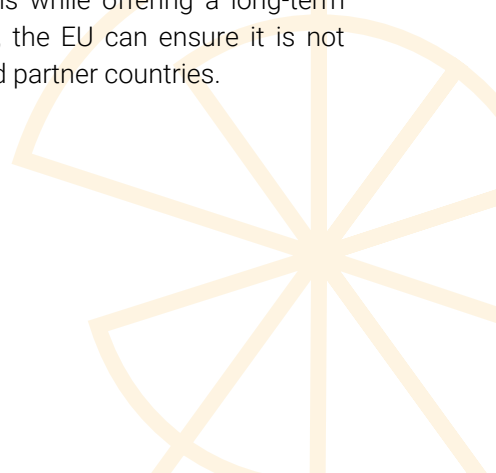 is while offering a long-term
the EU can ensure it is not
d partner countries.